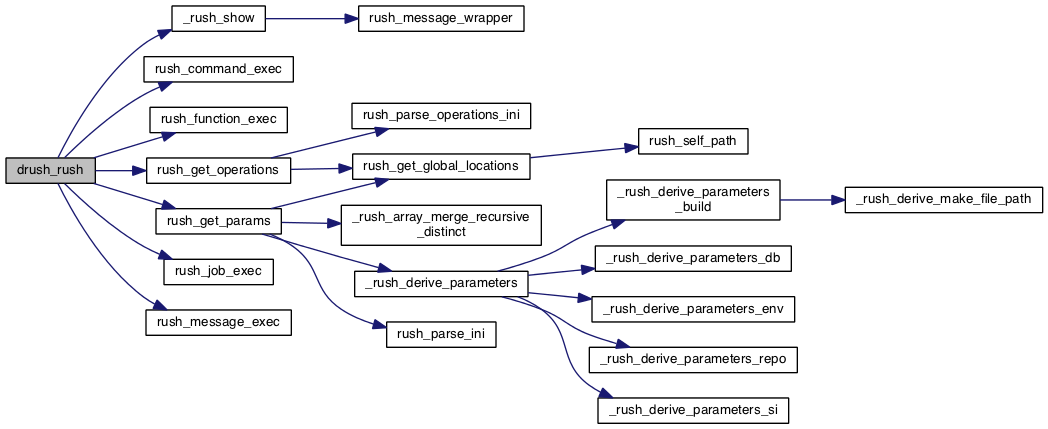 _rush_show
rush_message_wrapper
rush_command_exec
rush_function_exec
rush_parse_operations_ini
rush_self_path
drush_rush
rush_get_operations
rush_get_global_locations
_rush_derive_parameters
_build
_rush_derive_make_file_path
rush_get_params
_rush_array_merge_recursive
_distinct
_rush_derive_parameters_db
rush_job_exec
_rush_derive_parameters
_rush_derive_parameters_env
rush_message_exec
rush_parse_ini
_rush_derive_parameters_repo
_rush_derive_parameters_si